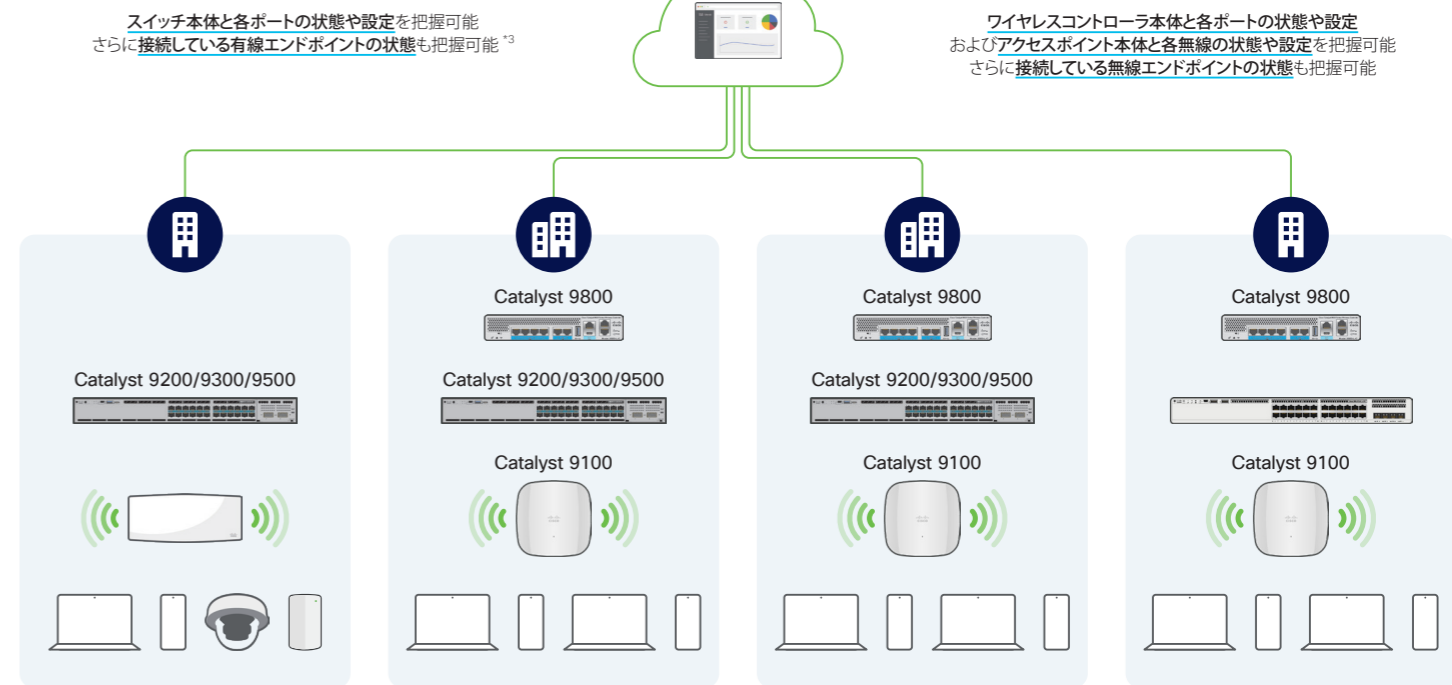 スイッチ本体と各ポートの状態や設定を把握可能
さらに接続している有線エンドポイントの状態も把握可能 *3
ワイヤレスコントローラ本体と各ポートの状態や設定
およびアクセスポイント本体と各無線の状態や設定を把握可能
さらに接続している無線エンドポイントの状態も把握可能
Catalyst 9200/9300/9500
Catalyst 9800
Catalyst 9200/9300/9500
Catalyst 9100
Catalyst 9800
Catalyst 9200/9300/9500
Catalyst 9100
Catalyst 9800
Catalyst 9100